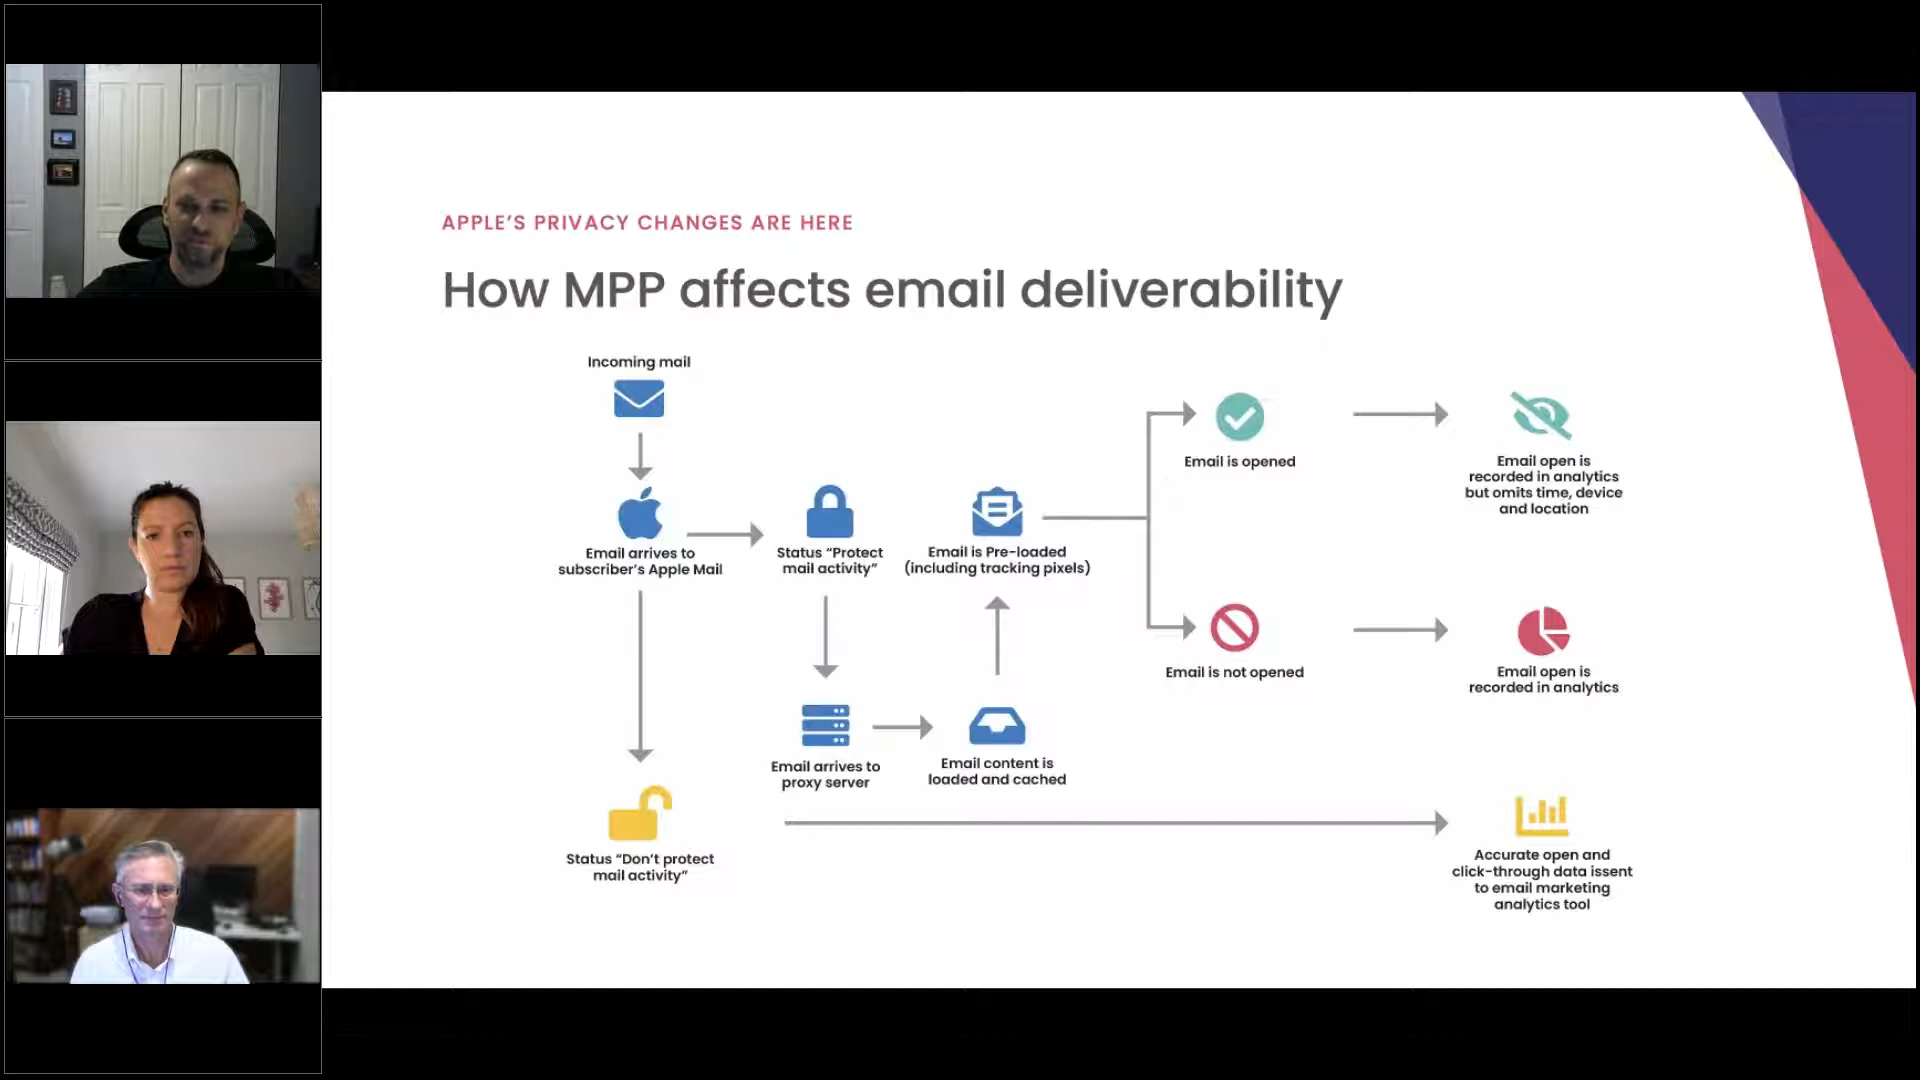 APPLE’S PRIVACY CHANGES ARE HERE
How MPP affects email deliverability
Incoming mail
Email arrives to
subscriber’s Apple Mail
Status “Protect
mail activity”
Email is Pre-loaded
(including tracking pixels)
Email is opened
Email open is
recorded in analytics
but omits time, device
and location
Email is not opened
Email open is
recorded in analytics
Email arrives to
proxy server
Email content is
loaded and cached
Status “Don’t protect
mail activity”
Accurate open and
click-through data issent
to email marketing
analytics tool